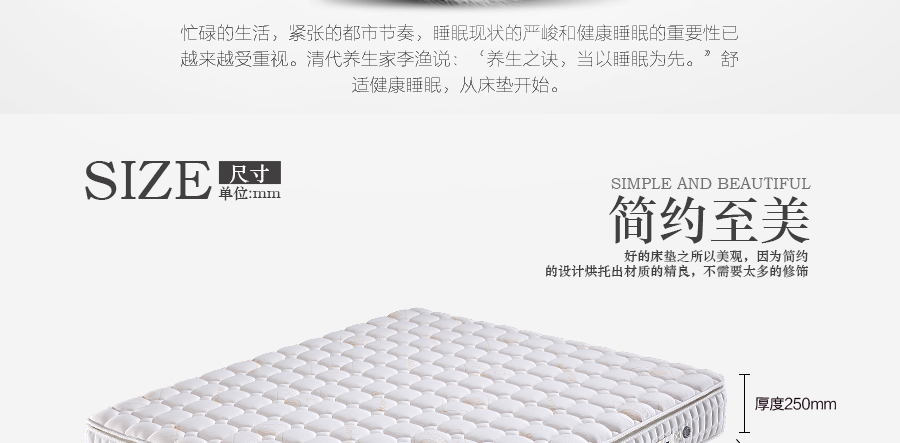 忙碌的生活，紧张的都市节奏，睡眠现状的严峻和健康睡眠的重要性已
越来越受重视。清代养生家李渔说：‘养生之诀，当以睡眠为先。”舒
适健康睡眠，从床垫开始。
SIZE 尺寸
单位:mm
SIMPLE AND BEAUTIFUL
简约至美
好的床垫之所以美观，因为简约
的设计烘托出材质的精良，不需要太多的修饰
厚度250mm